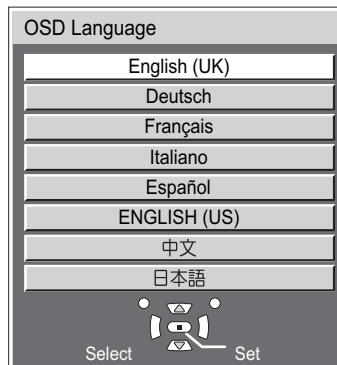 OSD Language
English (UK)
Deutsch
Français
Italiano
Español
ENGLISH (US)
中文
日本語
Select Set